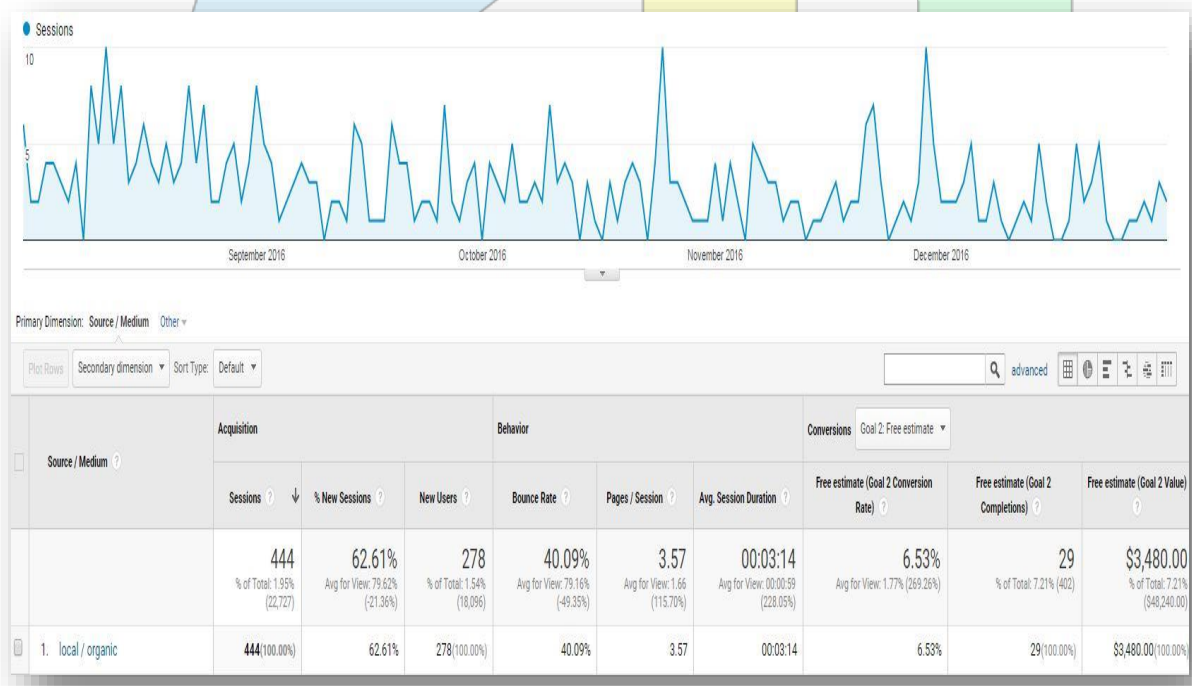 Sessions
10
5
September 2016 October 2016 November 2016 December 2016
Primary Dimension: Source / Medium Other
Plot Rows Secondary dimension Sort Type: Default advanced
Source / Medium ? Acquisition Behavior Conversions Goal 2: Free estimate
Sessions ? % New Sessions ? New Users ? Bounce Rate ? Pages / Session ? Avg. Session Duration ? Free estimate (Goal 2 Conversion Rate) ? Free estimate (Goal 2 Completions) ? Free estimate (Goal 2 Value) ?
444 62.61% 278 40.09% 3.57 00:03:14 6.53% 29 $3,480.00
% of Total: 1.95% (22,727) Avg for View: 79.62% (-21.36%) % of Total: 1.54% (18,096) Avg for View: 79.16% (-49.35%) Avg for View: 1.66 (115.70%) Avg for View: 00:00:59 (228.05%) Avg for View: 1.77% (269.26%) % of Total: 7.21% (402) % of Total: 7.21% ($48,240.00)
1. local / organic 444(100.00%) 62.61% 278(100.00%) 40.09% 3.57 00:03:14 6.53% 29(100.00%) $3,480.00(100.00%)